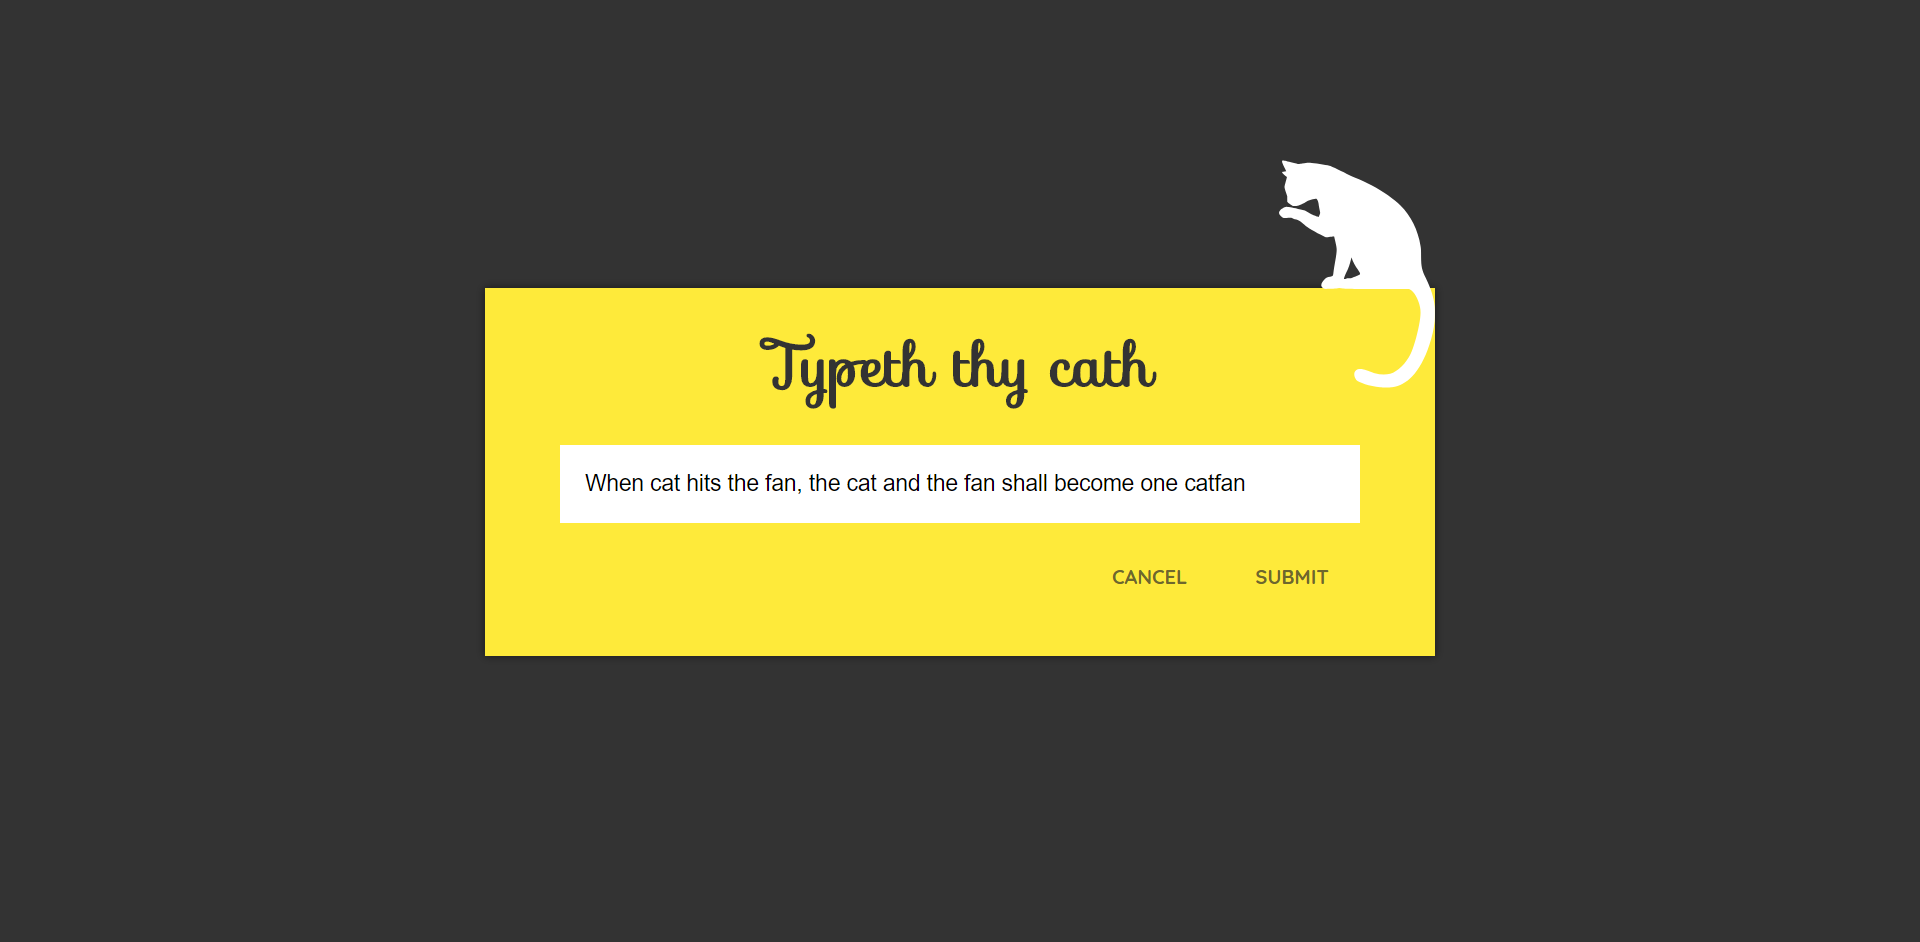 Typeth thy cath
When cat hits the fan, the cat and the fan shall become one catfan
CANCEL SUBMIT